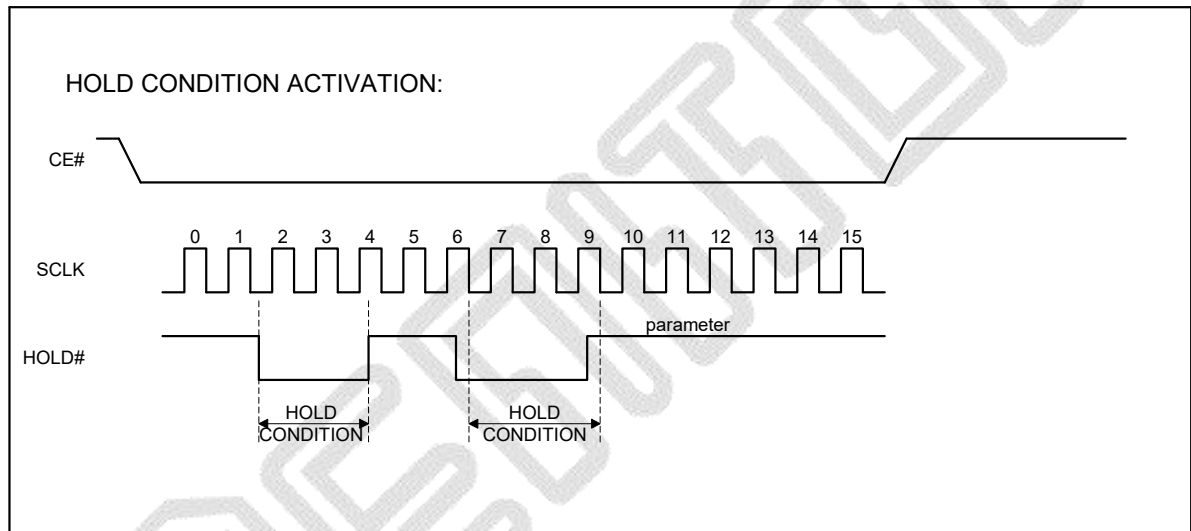 HOLD CONDITION ACTIVATION:
CE#
0 1 2 3 4 5 6 7 8 9 10 11 12 13 14 15
SCLK
parameter
HOLD#
HOLD HOLD
CONDITION CONDITION